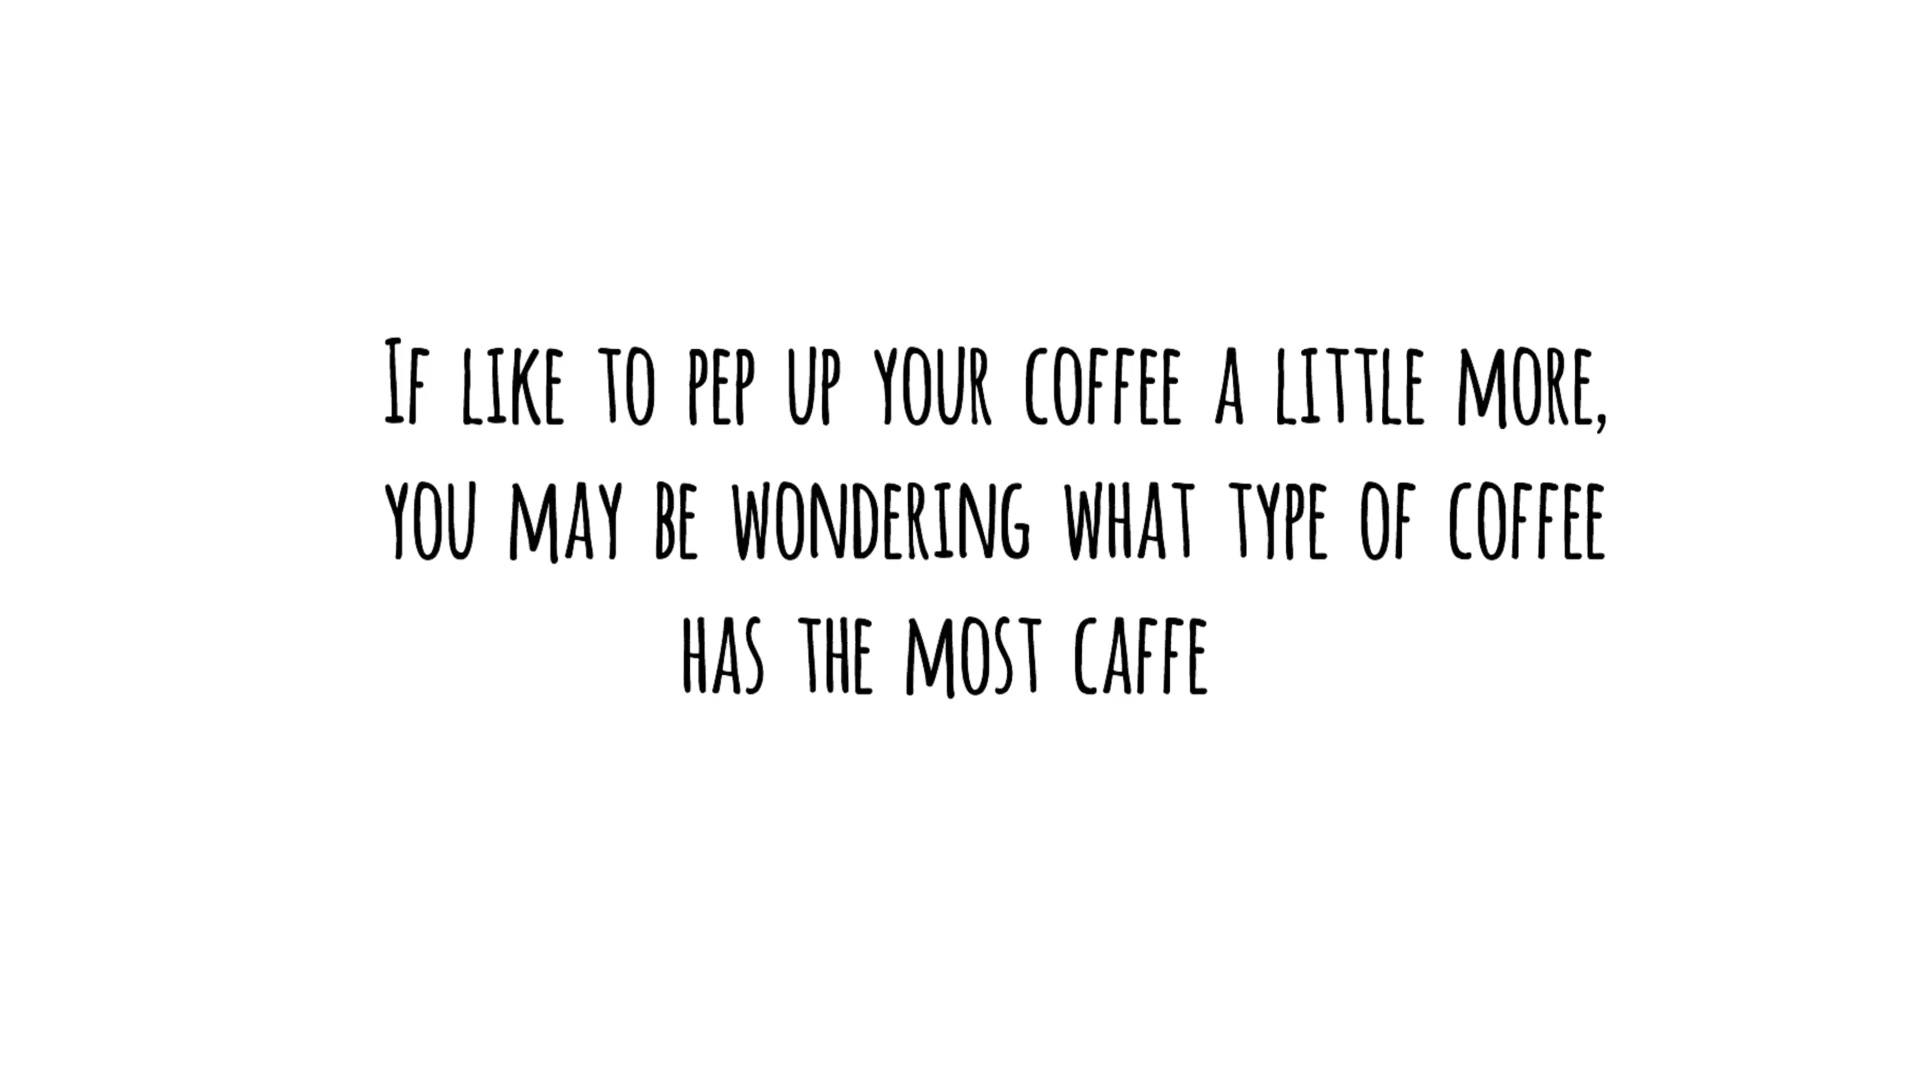 If like to pep up your coffee a little more,
you may be wondering what type of coffee
has the most caffe